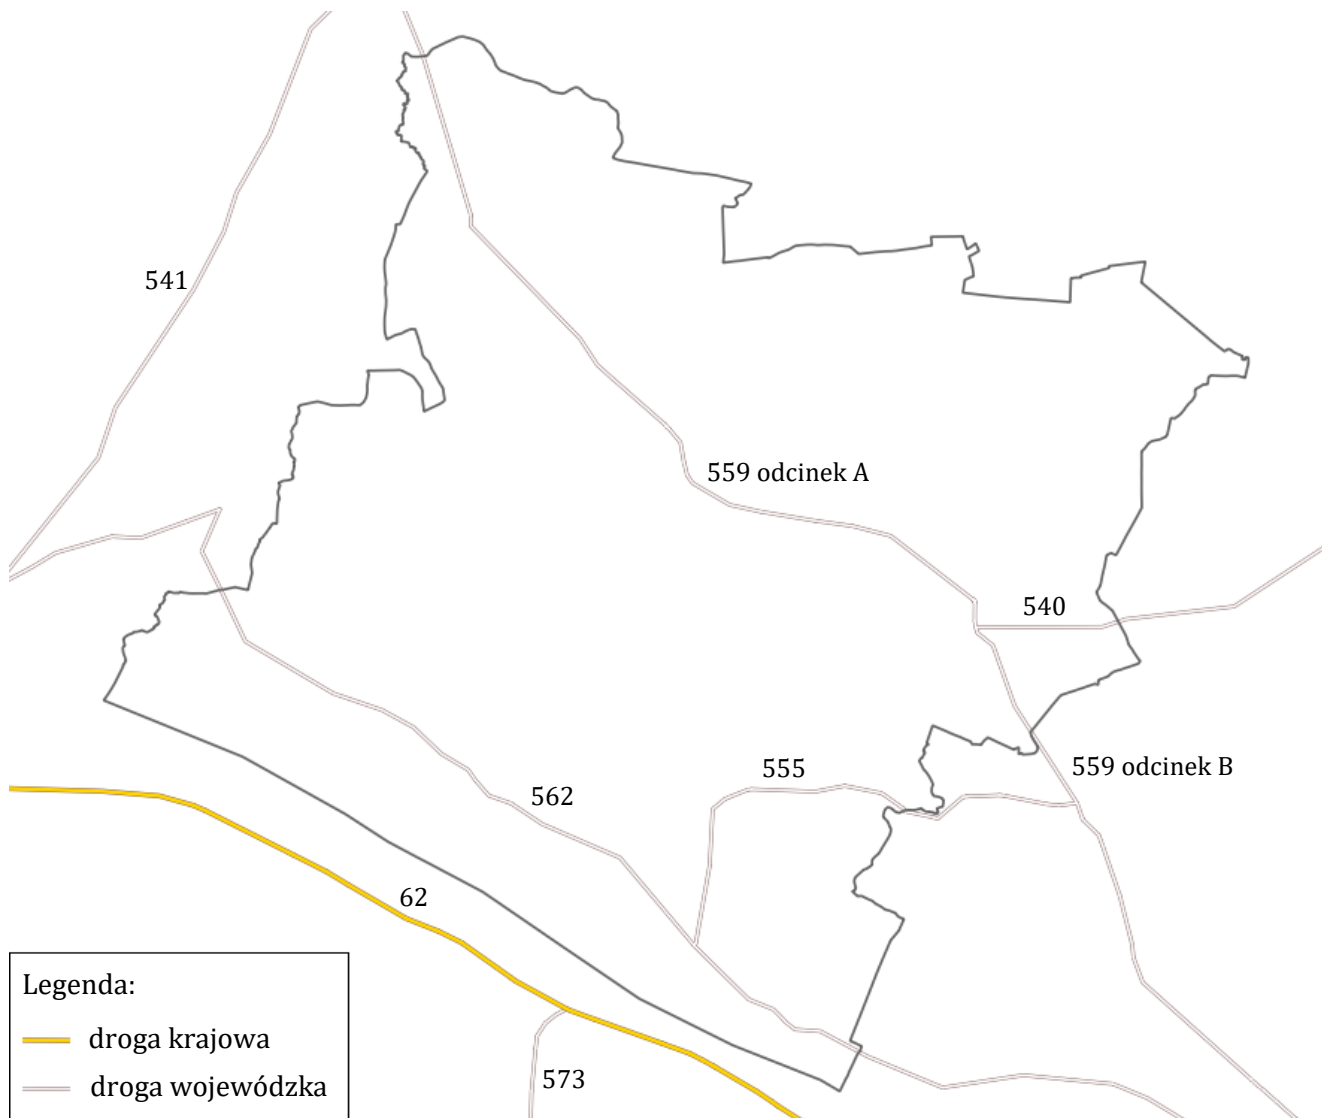 541
559 odcinek A
540
555
559 odcinek B
562
62
573
Legenda:
droga krajowa
droga wojewódzka